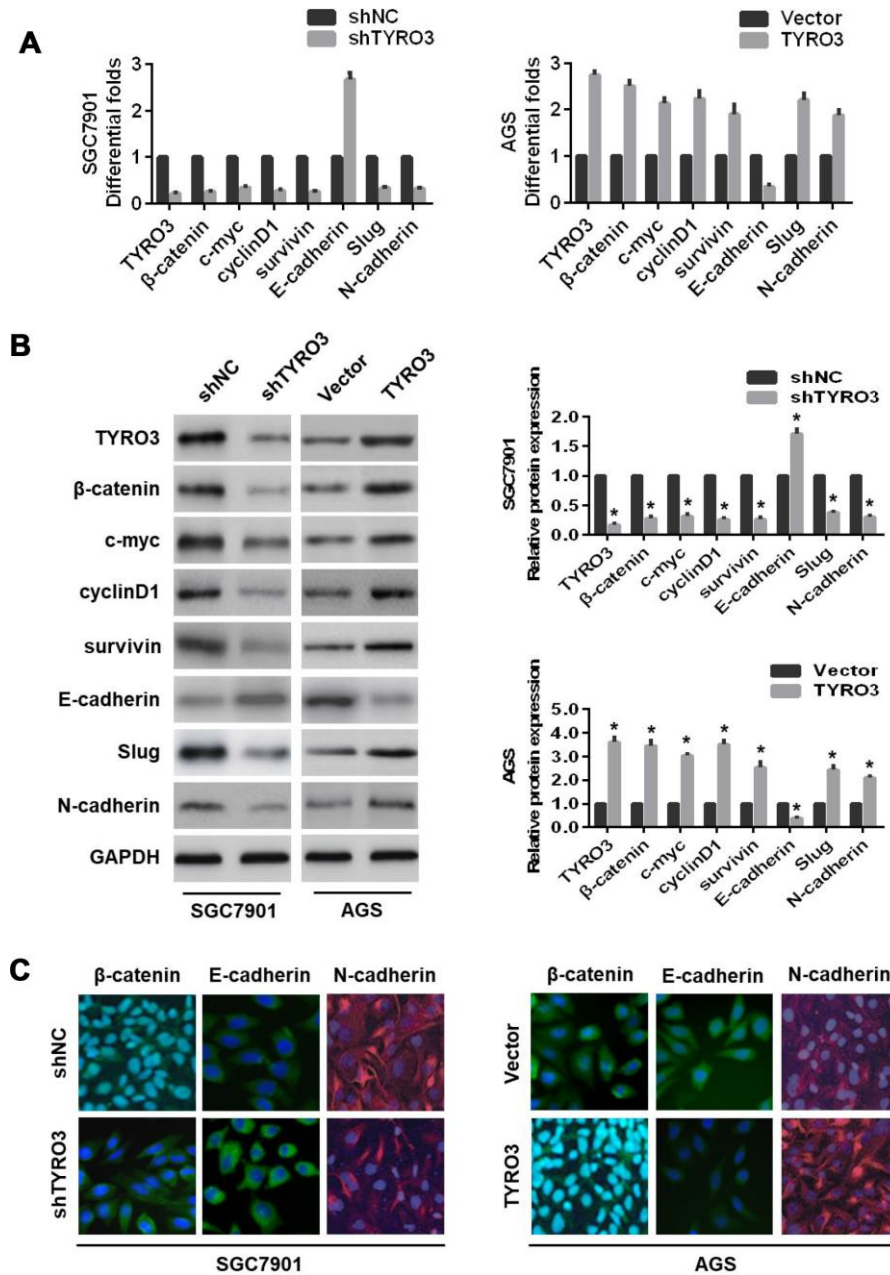 A
shNC
shTYRO3
SGC7901
Differential folds
3
2
1
0
TYRO3
β-catenin
c-myc
cyclinD1
survivin
E-cadherin
Slug
N-cadherin
Vector
TYRO3
AGS
Differential folds
3
2
1
0
TYRO3
β-catenin
c-myc
cyclinD1
survivin
E-cadherin
Slug
N-cadherin
B
shNC
shTYRO3
Vector
TYRO3
TYRO3
β-catenin
c-myc
cyclinD1
survivin
E-cadherin
Slug
N-cadherin
GAPDH
SGC7901 AGS
shNC
shTYRO3
SGC7901
Relative protein expression
2.0
1.5
1.0
0.5
0.0
* * * * * * * *
TYRO3
β-catenin
c-myc
cyclinD1
survivin
E-cadherin
Slug
N-cadherin
Vector
TYRO3
AGS
Relative protein expression
5.0
4.0
3.0
2.0
1.0
0.0
* * * * * * * *
TYRO3
β-catenin
c-myc
cyclinD1
survivin
E-cadherin
Slug
N-cadherin
C
β-catenin E-cadherin N-cadherin
shNC
shTYRO3
SGC7901
β-catenin E-cadherin N-cadherin
Vector
TYRO3
AGS